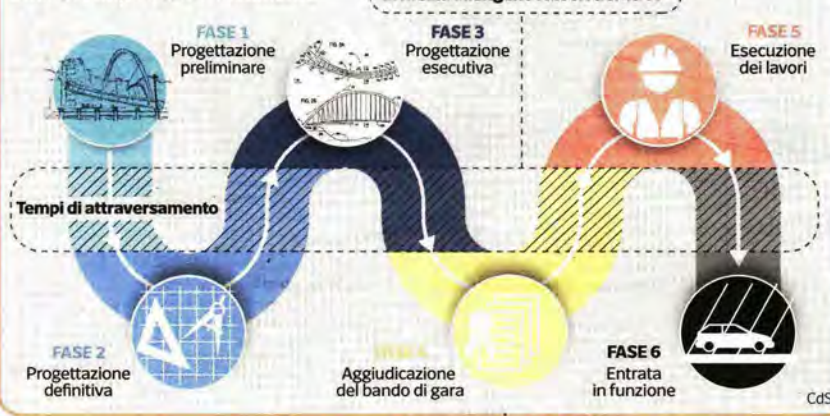 FASE 1
Progettazione
preliminare
FASE 3
Progettazione
esecutiva
FASE 5
Esecuzione
dei lavori
Tempi di attraversamento
FASE 2
Progettazione
definitiva
Aggiudicazione
del bando di gara
FASE 6
Entrata
in funzione
CdS